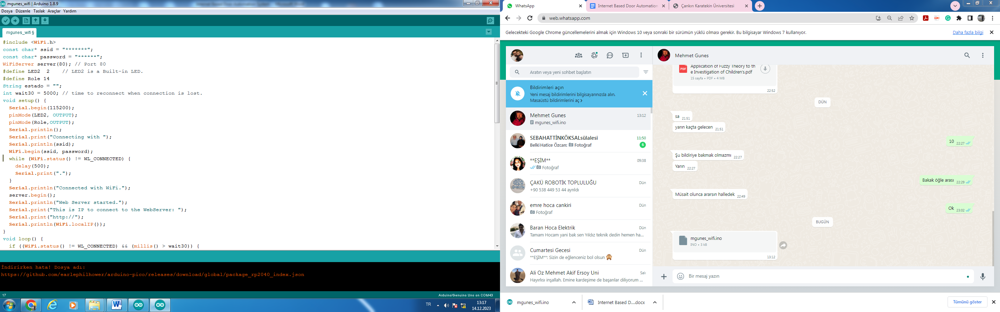 mgunes_wifi | Arduino 1.8.9
Dosya Düzenle Taslak Araçlar Yardım
mgunes_wifi §
#include <WiFi.h>
const char* ssid = "*******";
const char* password = "******";
WiFiServer server(80); // Port 80
#define LED2  2    // LED2 is a Built-in LED.
#define Role 14
String estado = "";
int wait30 = 5000; // time to reconnect when connection is lost.
void setup() {
  Serial.begin(115200);
  pinMode(LED2, OUTPUT);
  pinMode(Role,OUTPUT);
  Serial.println();
  Serial.print("Connecting with ");
  Serial.println(ssid);
  WiFi.begin(ssid, password);
  while (WiFi.status() != WL_CONNECTED) {
    delay(500);
    Serial.print(".");
  }
  Serial.println("Connected with WiFi.");
  server.begin();
  Serial.println("Web Server started.");
  Serial.print("This is IP to connect to the WebServer: ");
  Serial.print("http://");
  Serial.println(WiFi.localIP());
}
void loop() {
  if ((WiFi.status() != WL_CONNECTED) && (millis() > wait30)) {
İndirirken hata! Dosya adı:
https://github.com/earlephilhower/arduino-pico/releases/download/global/package_rp2040_index.json
17
Arduino/Genuino Uno on COM43
TR
13:17
14.12.2023
WhatsApp
Internet Based Door Automation
Çankırı Karatekin Üniversitesi
web.whatsapp.com
Gelecekteki Google Chrome güncellemelerini almak için Windows 10 veya sonraki bir sürümün yüklü olması gerekir. Bu bilgisayar Windows 7 kullanıyor.
Daha fazla bilgi
Aratın veya yeni sohbet başlatın
Bildirimleri açın
Yeni mesaj bildirimlerini bilgisayarınızda alın.
Masaüstü bildirimlerini aç >
Mehmet Gunes 13:12
mgunes_wifi.ino
SEBAHATTİNKÖKSALsülalesi 11:50
Belki Hatice Özcan: Fotoğraf 6
**EŞİM** 09:38
Fotoğraf
ÇAKÜ ROBOTİK TOPLULUĞU Dün
+90 538 449 53 44 ayrıldı
emre hoca cankiri Dün
Fotoğraf
Baran Hoca Elektrik Dün
Tamam Hocam yani bak sen Yıldız teknik dedin hemen ha...
Cumartesi Gecesi Dün
**EŞİM**: Sizin de eğlenceniz bol olsun 🙈
Ali Oz Mehmet Akif Ersoy Uni Salı
Hayırlısı inşallah. Emine kardeşime de başarılar diliyorum ...
Mehmet Gunes
PDF
Application of Fuzzy Theory to th
e Investigation of Children's.pdf
15 sayfa • PDF • 4 MB
22:52
DÜN
sa 21:51
yarın kaçta gelecen 21:51
10 22:27
Şu bildiriye bakmak olmazmı 22:27
Yarın 22:27
Bakak öğle arası 22:29
Müsait olunca ararsın halledek 22:49
Ok 23:02
BUGÜN
mgunes_wifi.ino
INO • 3 kB
13:12
Bir mesaj yazın
mgunes_wifi.ino
Internet Based D....docx
Tümünü göster